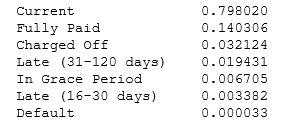 Current 0.798020
Fully Paid 0.140306
Charged Off 0.032124
Late (31-120 days) 0.019431
In Grace Period 0.006705
Late (16-30 days) 0.003382
Default 0.000033